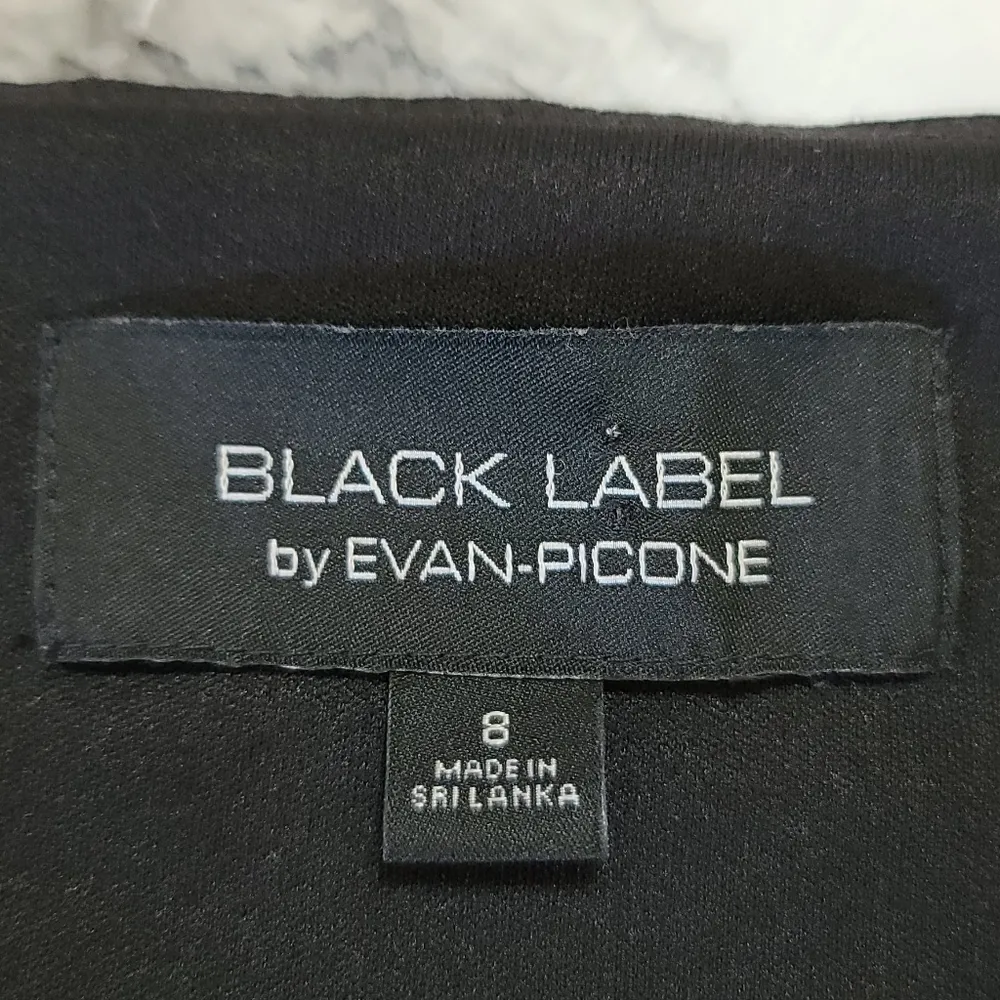 BLACK LABEL
by EVAN-PICONE
8
MADE IN
SRI LANKA